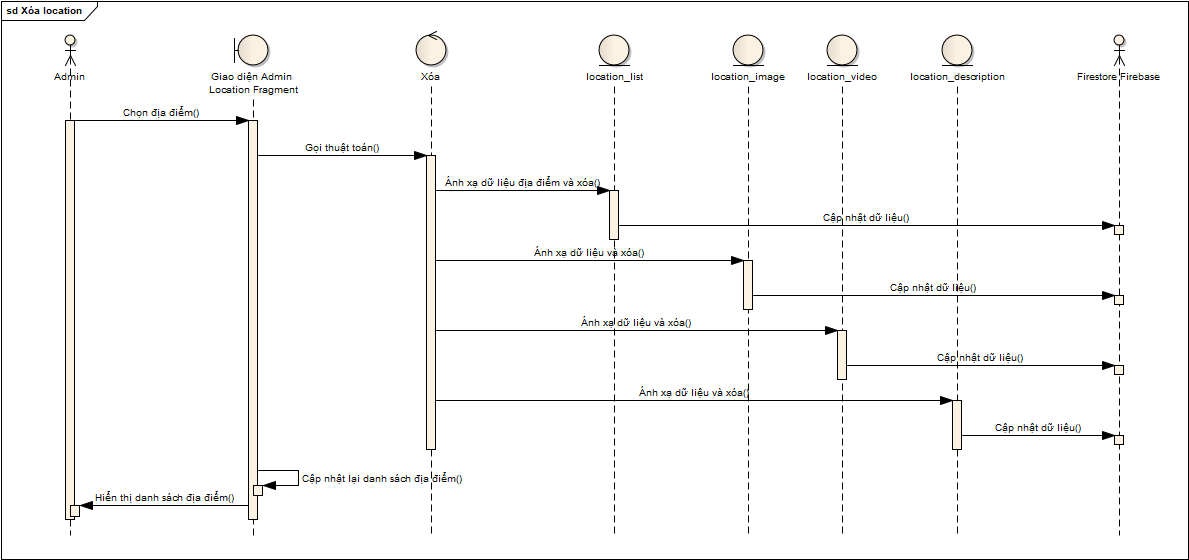 sd Xóa location
Admin
Giao diện Admin
Location Fragment
Xóa
location_list
location_image
location_video
location_description
Firestore Firebase
Chọn địa điểm()
Gọi thuật toán()
Ánh xạ dữ liệu địa điểm và xóa()
Cập nhật dữ liệu()
Ánh xạ dữ liệu và xóa()
Cập nhật dữ liệu()
Ánh xạ dữ liệu và xóa()
Cập nhật dữ liệu()
Ánh xạ dữ liệu và xóa()
Cập nhật dữ liệu()
Cập nhật lại danh sách địa điểm()
Hiển thị danh sách địa điểm()